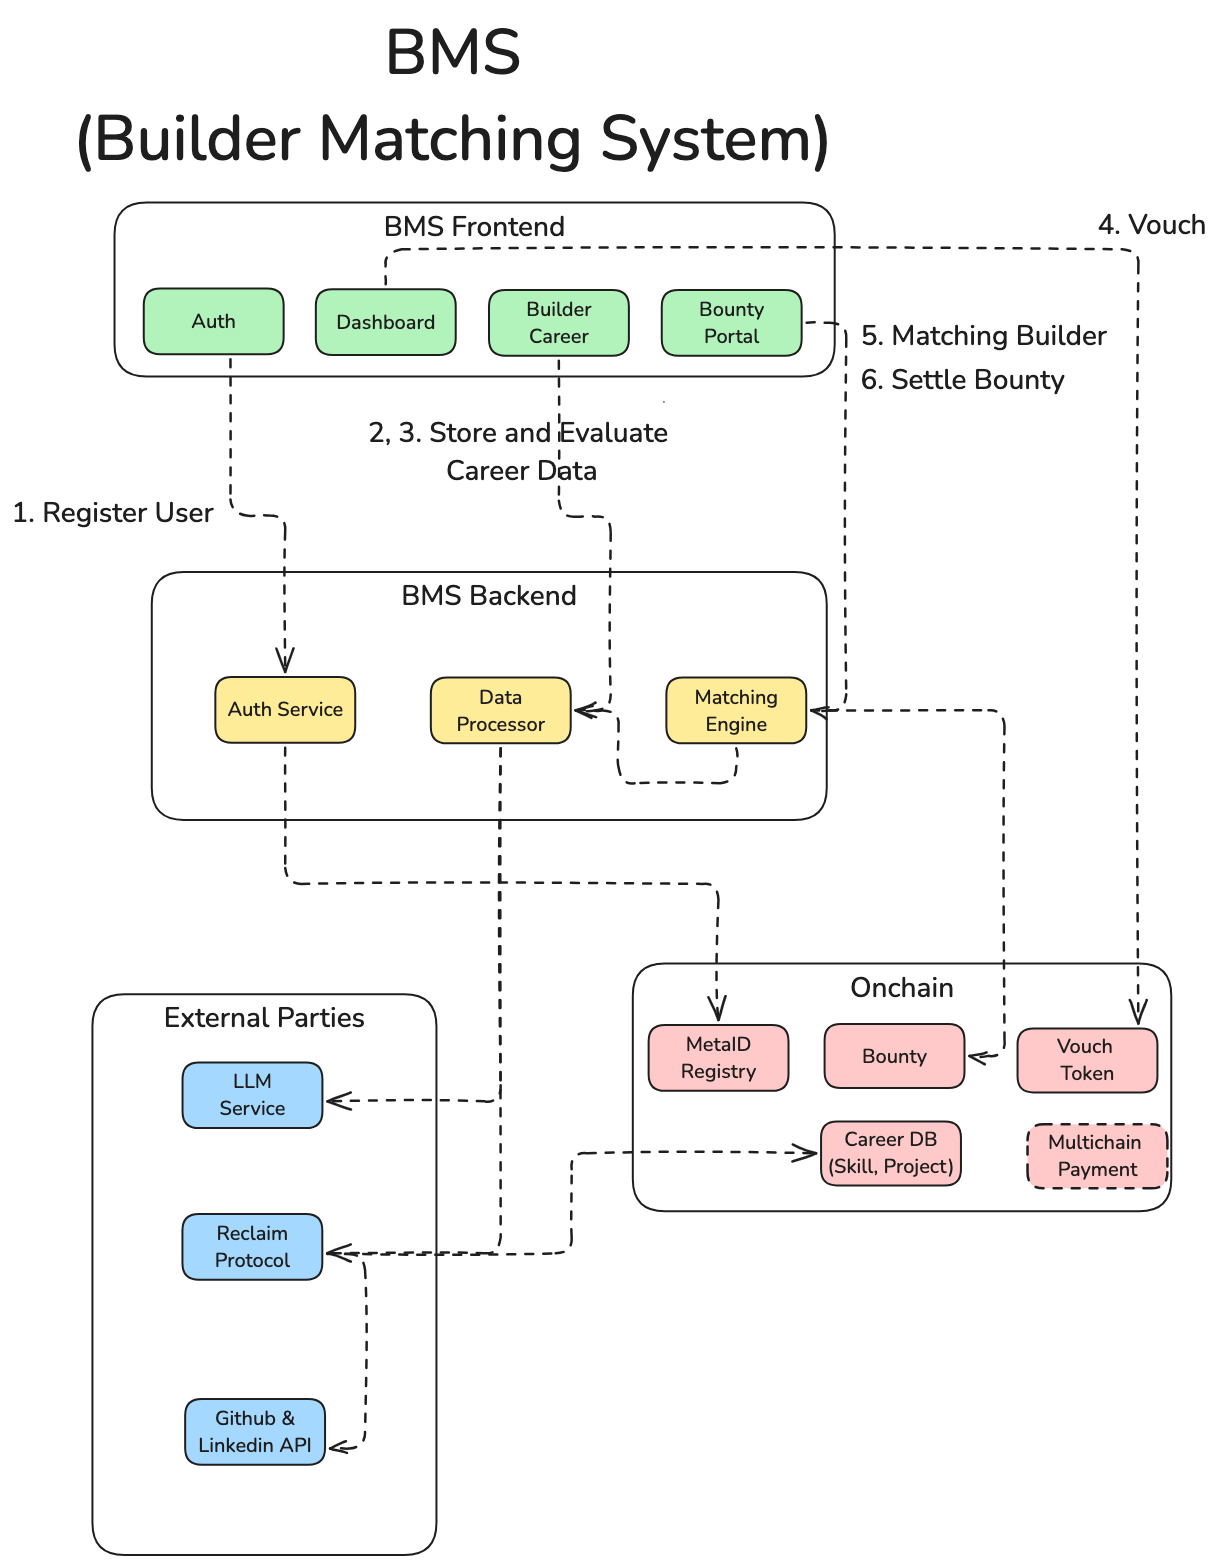 BMS
(Builder Matching System)
BMS Frontend
4. Vouch
Auth
Dashboard
Builder
Career
Bounty
Portal
5. Matching Builder
6. Settle Bounty
2, 3. Store and Evaluate
Career Data
1. Register User
BMS Backend
Auth Service
Data
Processor
Matching
Engine
External Parties
LLM
Service
Reclaim
Protocol
Github &
Linkedin API
Onchain
MetaID
Registry
Bounty
Vouch
Token
Career DB
(Skill, Project)
Multichain
Payment